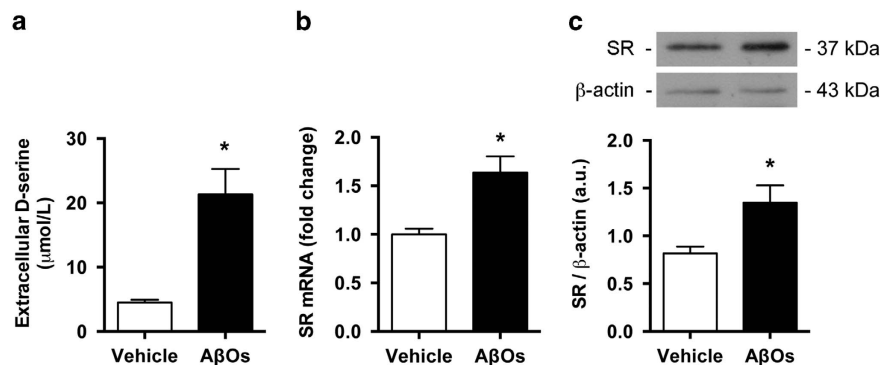 a
Extracellular D-serine
(μmol/L)
30
20
10
0
Vehicle
AβOs
*
b
SR mRNA (fold change)
2.0
1.5
1.0
0.5
0.0
Vehicle
AβOs
*
c
SR - - 37 kDa
β-actin - - 43 kDa
SR / β-actin (a.u.)
2.0
1.5
1.0
0.5
0.0
Vehicle
AβOs
*